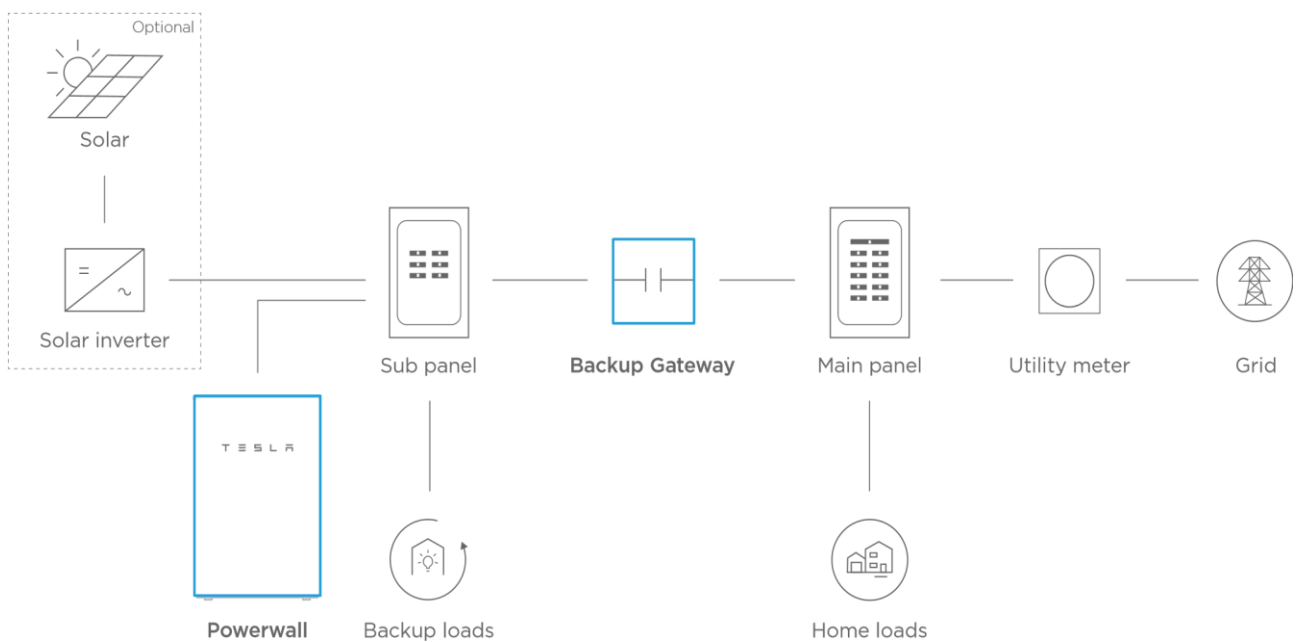 Optional
Solar
Solar inverter
Sub panel
Backup Gateway
Main panel
Utility meter
Grid
TESLA
Powerwall
Backup loads
Home loads